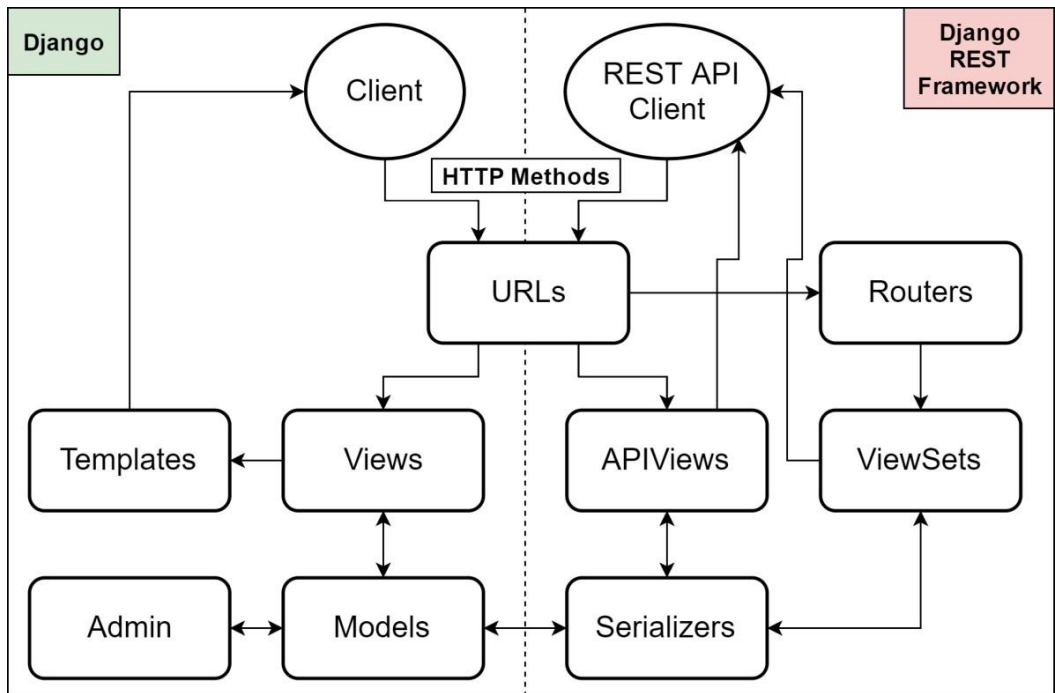 Django
Django
REST
Framework
Client
REST API
Client
HTTP Methods
URLs
Routers
Templates
Views
APIViews
ViewSets
Admin
Models
Serializers